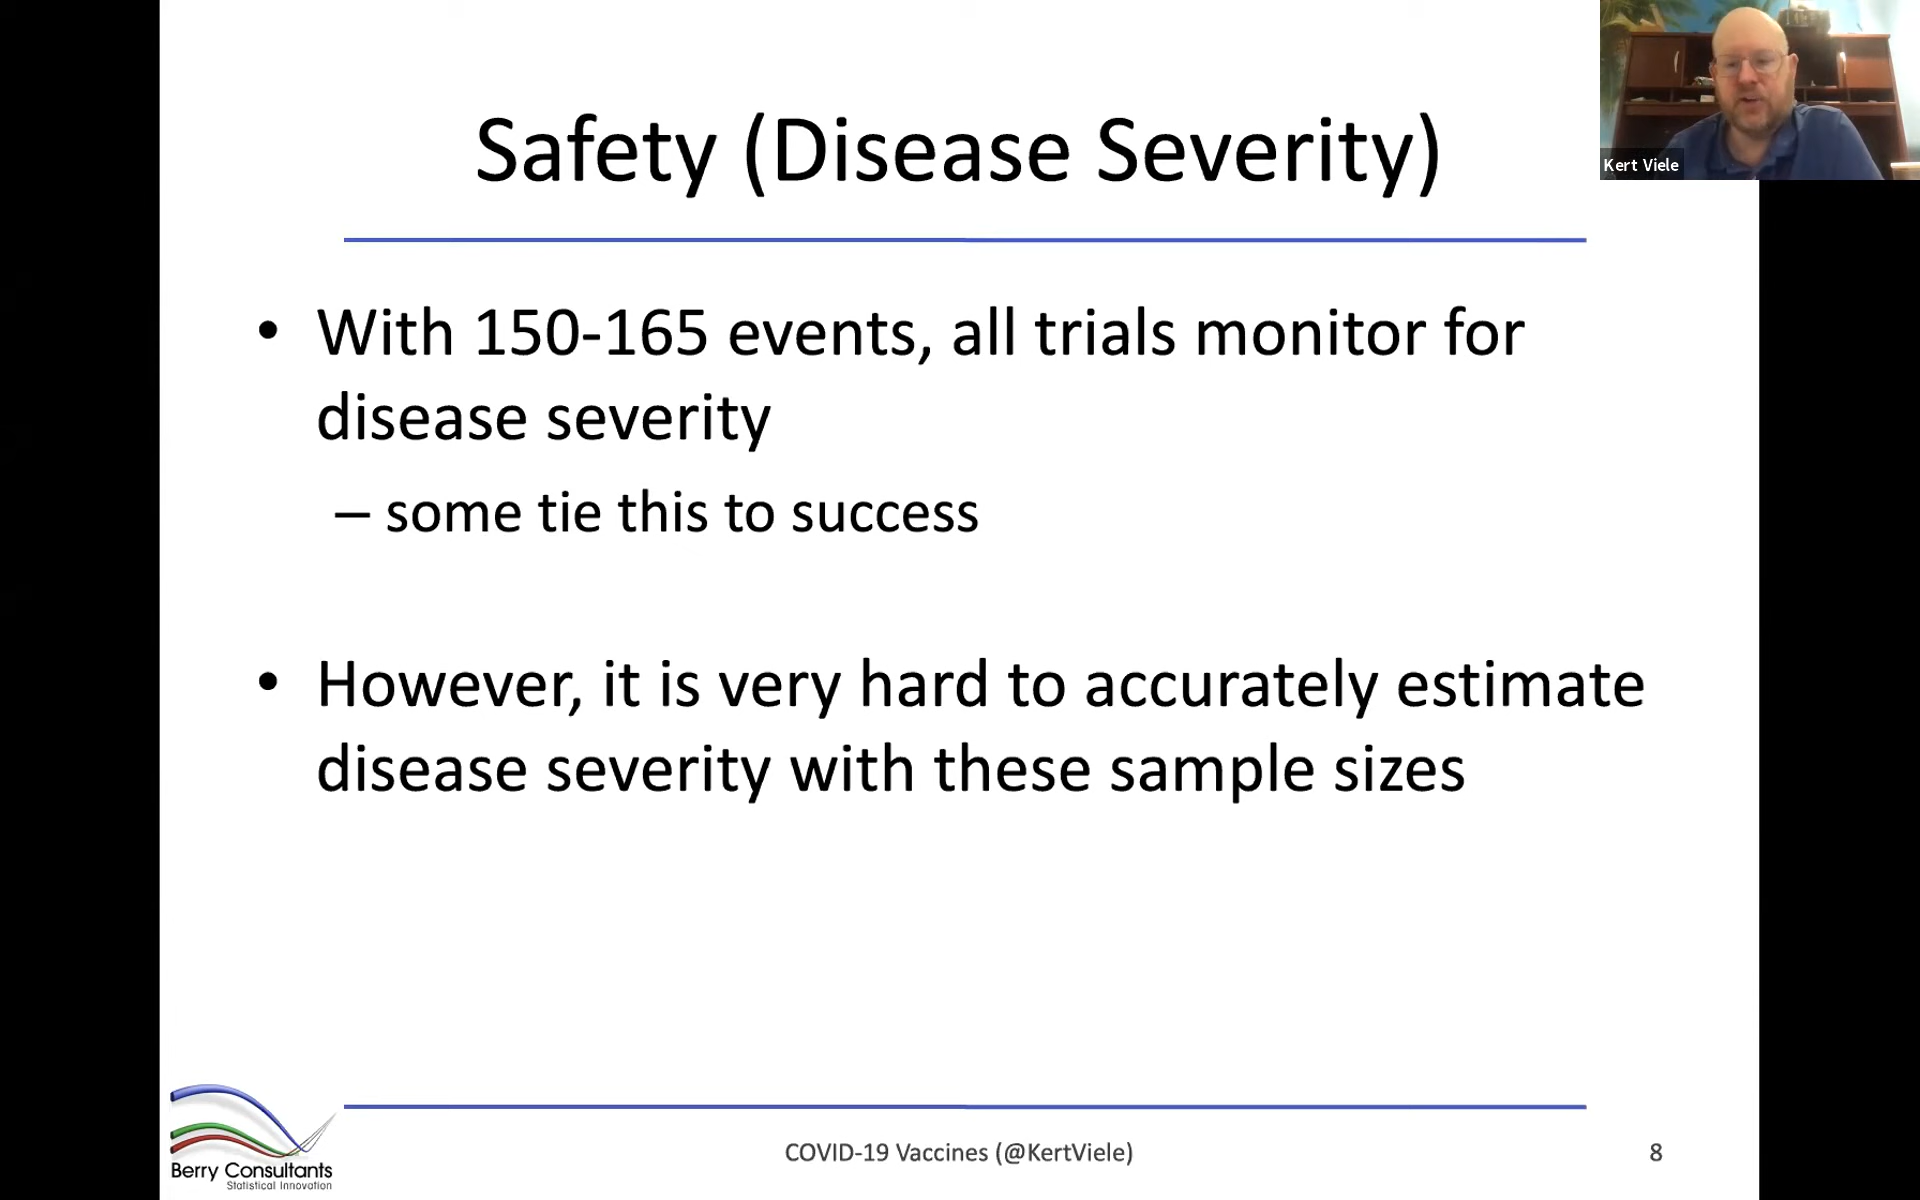 Safety (Disease Severity)
Kert Viele
• With 150-165 events, all trials monitor for
disease severity
– some tie this to success
• However, it is very hard to accurately estimate
disease severity with these sample sizes
Berry Consultants
Statistical Innovation
COVID-19 Vaccines (@KertViele)
8